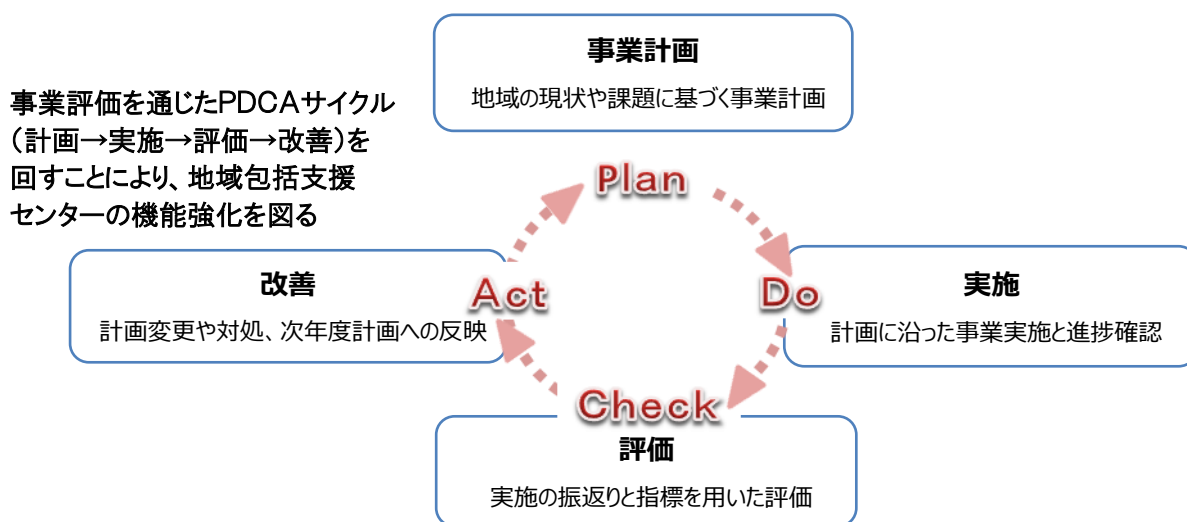 事業計画
地域の現状や課題に基づく事業計画
事業評価を通じたPDCAサイクル
(計画→実施→評価→改善)を
回すことにより、地域包括支援
センターの機能強化を図る
Plan
改善
計画変更や対処、次年度計画への反映
Act
Do
実施
計画に沿った事業実施と進捗確認
Check
評価
実施の振返りと指標を用いた評価